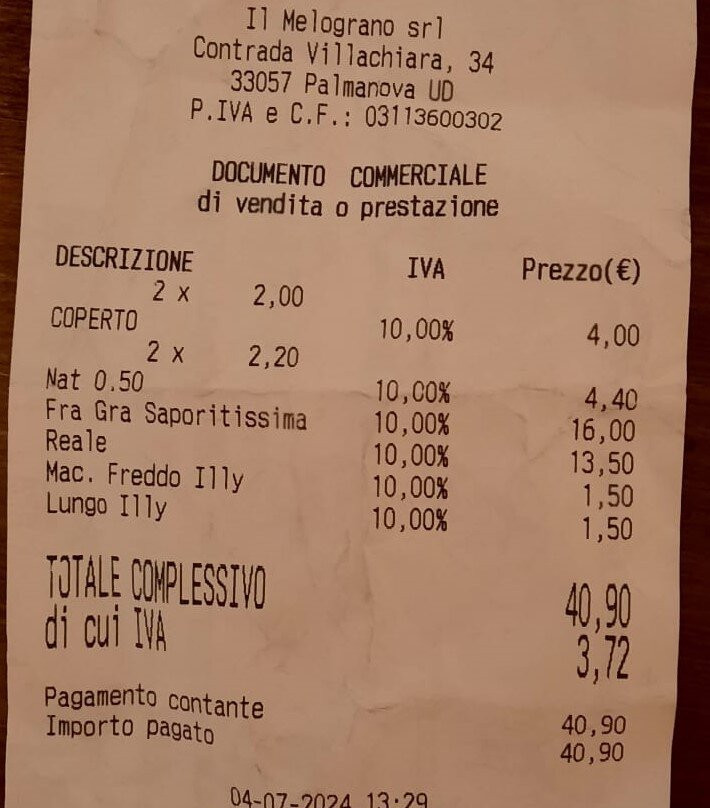 Il Melograno srl
Contrada Villachiara, 34
33057 Palmanova UD
P.IVA e C.F.: 03113600302
DOCUMENTO COMMERCIALE
di vendita o prestazione
DESCRIZIONE IVA Prezzo(€)
2 x 2,00
COPERTO 10,00% 4,00
2 x 2,20
Nat 0.50 10,00% 4,40
Fra Gra Saporitissima 10,00% 16,00
Reale 10,00% 13,50
Mac. Freddo Illy 10,00% 1,50
Lungo Illy 10,00% 1,50
TOTALE COMPLESSIVO 40,90
di cui IVA 3,72
Pagamento contante 40,90
Importo pagato 40,90
04-07-2024 13:29